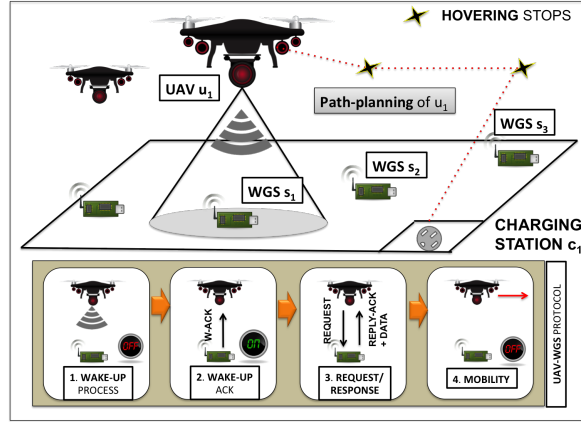 HOVERING STOPS
UAV u1
Path-planning of u1
WGS s3
WGS s2
WGS s1
CHARGING
STATION c1
OFF
1. WAKE-UP
PROCESS
W-ACK
ON
2. WAKE-UP
ACK
REQUEST
REPLY-ACK
+ DATA
3. REQUEST/
RESPONSE
OFF
4. MOBILITY
UAV-WGS PROTOCOL